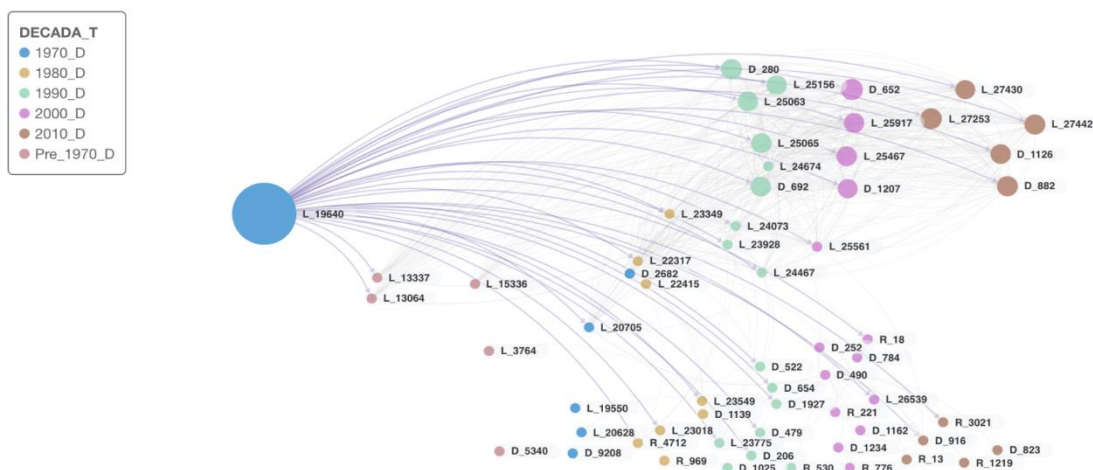 DECADA_T
1970_D
1980_D
1990_D
2000_D
2010_D
Pre_1970_D
D_280
L_25156
D_652
L_27430
L_25063
L_25917
L_27253
L_27442
L_25065
L_25467
D_1126
L_24674
D_692
D_1207
D_882
L_19640
L_23349
L_24073
L_23928
L_25561
L_22317
D_2682
L_22415
L_24467
L_13337
L_15336
L_13064
L_20705
R_18
L_3764
D_252
D_784
D_522
D_490
D_654
L_23549
D_1927
L_26539
L_19550
D_1139
R_221
R_3021
L_20628
L_23018
D_479
D_1162
D_916
R_4712
L_23775
D_1234
D_823
D_5340
D_9208
D_206
R_969
R_13
R_1219
D_1025
R_530
R_776